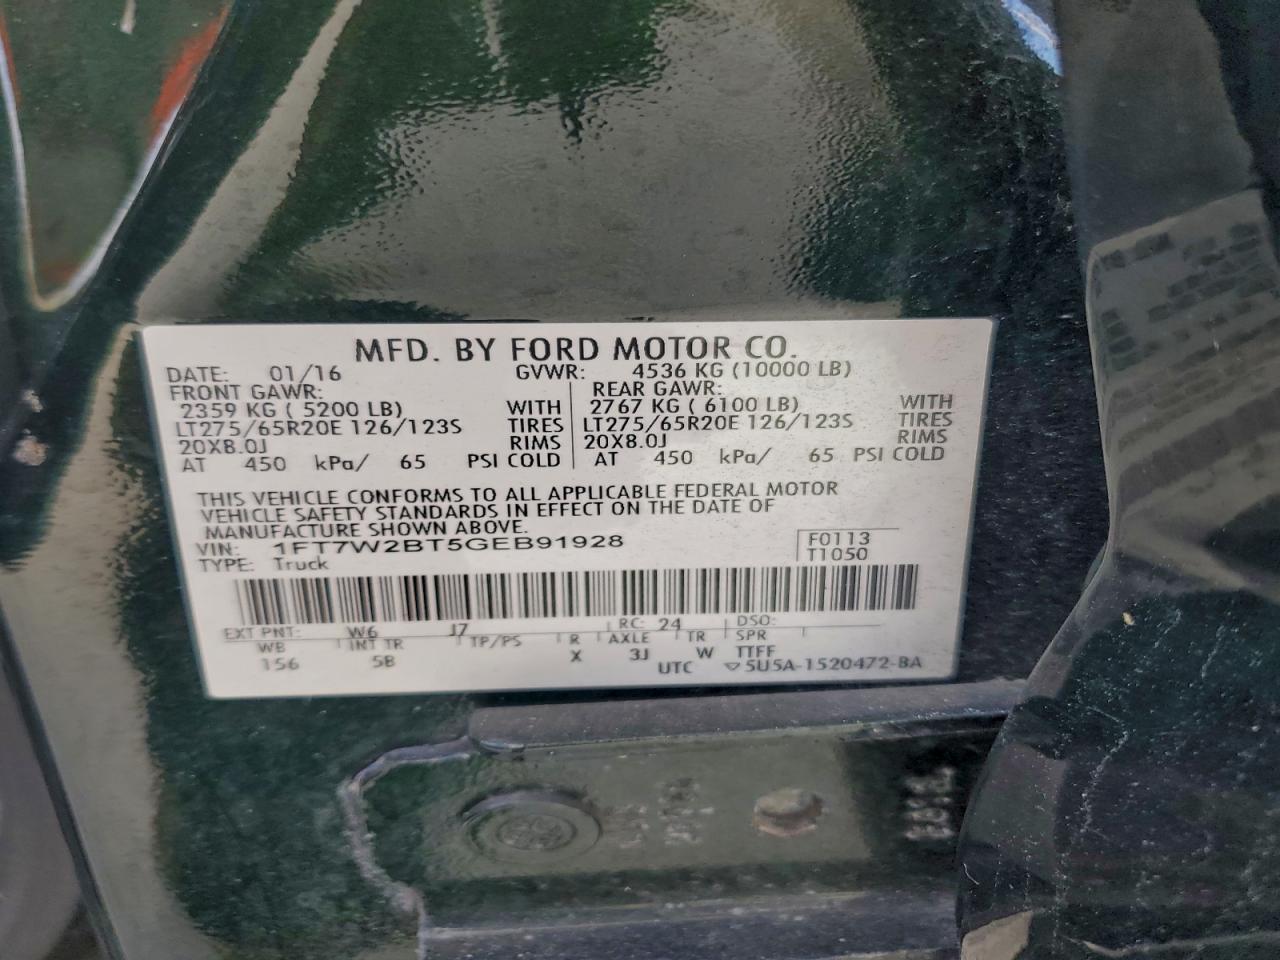 MFD. BY FORD MOTOR CO.
DATE: 01/16 GVWR: 4536 KG (10000 LB)
FRONT GAWR: REAR GAWR:
2359 KG ( 5200 LB) WITH 2767 KG ( 6100 LB) WITH
LT275/65R20E 126/123S TIRES LT275/65R20E 126/123S TIRES
20X8.0J RIMS 20X8.0J RIMS
AT 450 kPa/ 65 PSI COLD AT 450 kPa/ 65 PSI COLD
THIS VEHICLE CONFORMS TO ALL APPLICABLE FEDERAL MOTOR
VEHICLE SAFETY STANDARDS IN EFFECT ON THE DATE OF
MANUFACTURE SHOWN ABOVE.
VIN: 1FT7W2BT5GEB91928 F0113
TYPE: Truck T1050
EXT PNT: W6 J7 RC: 24 DSO:
WB INT TR TP/PS R AXLE TR SPR
156 5B X 3J W TTFF
UTC ▽5U5A-1520472-BA